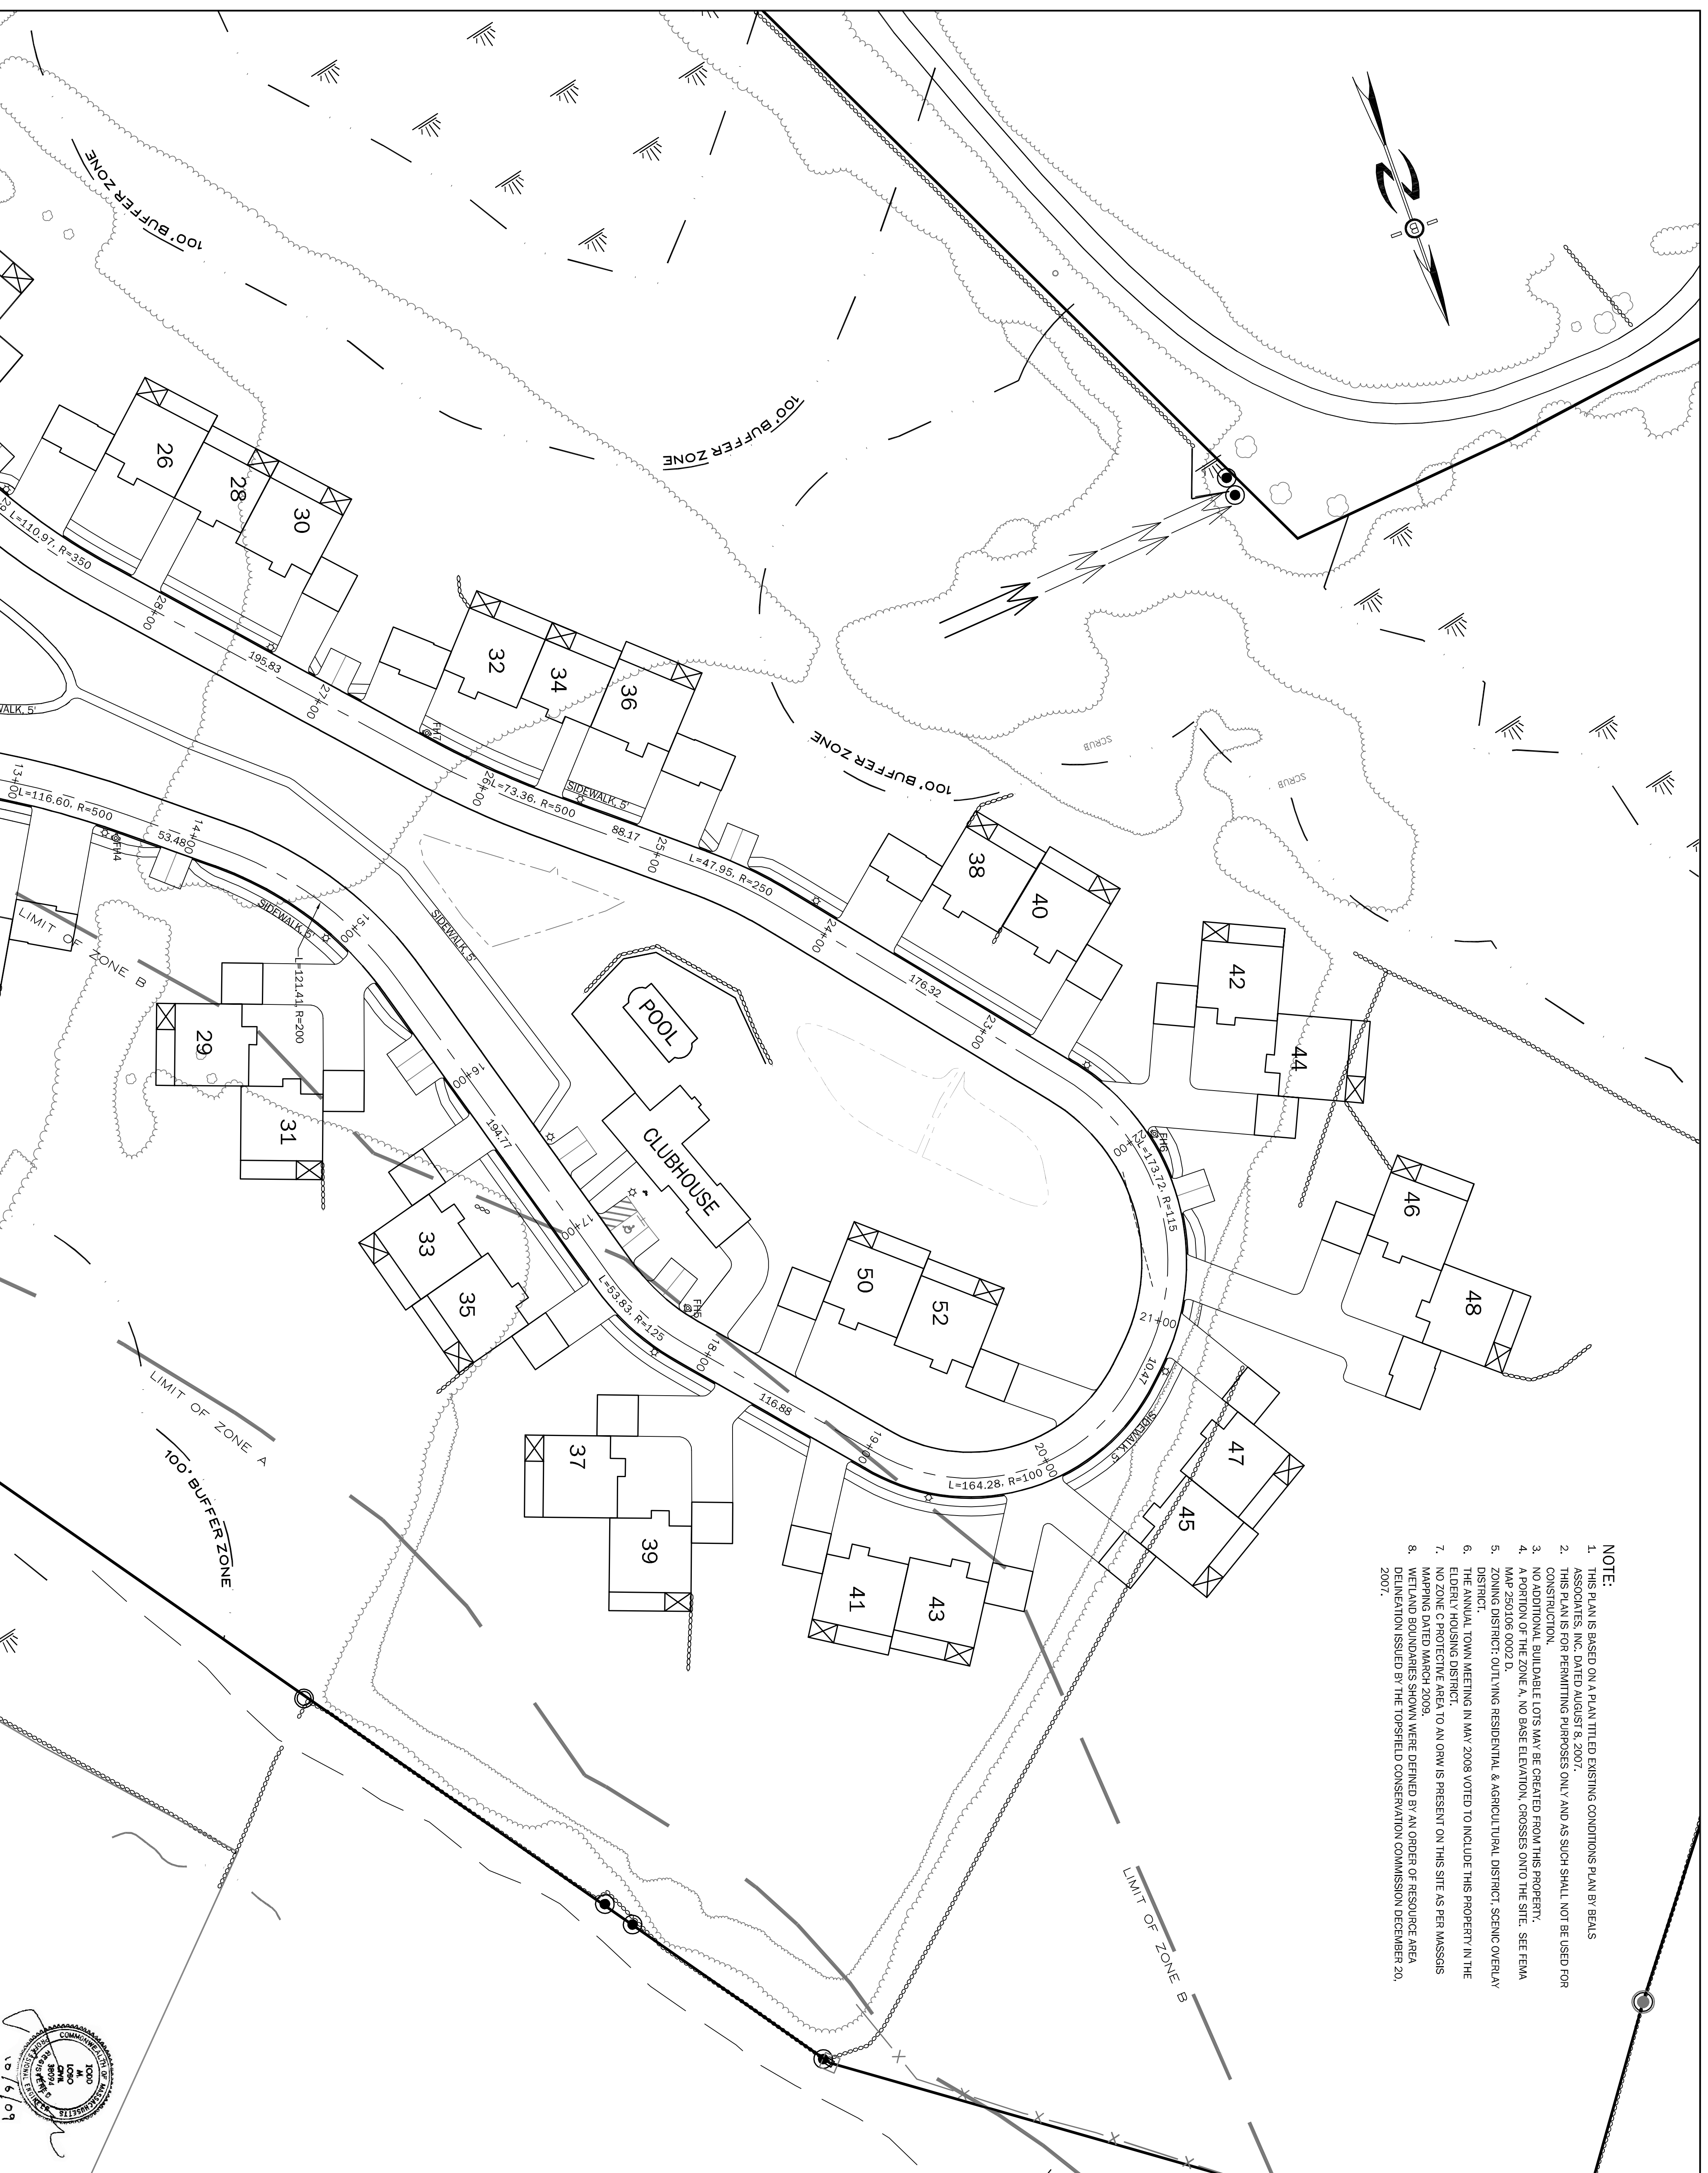 NOTE:
1. THIS PLAN IS BASED ON A PLAN TITLED EXISTING CONDITIONS PLAN BY BEALS
ASSOCIATES, INC. DATED AUGUST 8, 2007.
2. THIS PLAN IS FOR PERMITTING PURPOSES ONLY AND AS SUCH SHALL NOT BE USED FOR
CONSTRUCTION.
3. NO ADDITIONAL BUILDABLE LOTS MAY BE CREATED FROM THIS PROPERTY.
4. A PORTION OF THE ZONE A, NO BASE ELEVATION, CROSSES ONTO THE SITE. SEE FEMA
MAP 250106 0002 D.
5. ZONING DISTRICT: OUTLYING RESIDENTIAL & AGRICULTURAL DISTRICT, SCENIC OVERLAY
DISTRICT.
6. THE ANNUAL TOWN MEETING IN MAY 2008 VOTED TO INCLUDE THIS PROPERTY IN THE
ELDERLY HOUSING DISTRICT.
7. NO ZONE C PROTECTIVE AREA TO AN ORW IS PRESENT ON THIS SITE AS PER MASSGIS
MAPPING DATED MARCH 2009.
8. WETLAND BOUNDARIES SHOWN WERE DEFINED BY AN ORDER OF RESOURCE AREA
DELINEATION ISSUED BY THE TOPSFIELD CONSERVATION COMMISSION DECEMBER 20,
2007.
100' BUFFER ZONE
100' BUFFER ZONE
100' BUFFER ZONE
100' BUFFER ZONE
N
B
SCRUB
SCRUB
26
28
30
32
34
36
38
40
42
44
46
48
50
52
29
31
33
35
37
39
41
43
45
47
POOL
CLUBHOUSE
L=110.97, R=350
28+00
195.83
27+00
FH7
26+00
L=73.36, R=500
SIDEWALK, 5'
88.17
25+00
L=47.95, R=250
24+00
176.32
23+00
22+00
FH6
L=173.72, R=115
21+00
10.47
SIDEWALK, 5'
20+00
L=164.28, R=100
19+00
116.88
18+00
FH5
L=53.83, R=125
17+00
194.77
16+00
L=121.41, R=200
15+00
SIDEWALK, 5'
SIDEWALK, 5'
14+00
53.48
FH4
L=116.60, R=500
13+00
WALK, 5'
LIMIT OF ZONE B
LIMIT OF ZONE A
LIMIT OF ZONE B
COMMONWEALTH OF MASSACHUSETTS
TODD
M.
LOBO
CIVIL
38094
REGISTERED
PROFESSIONAL ENGINEER
10/6/09